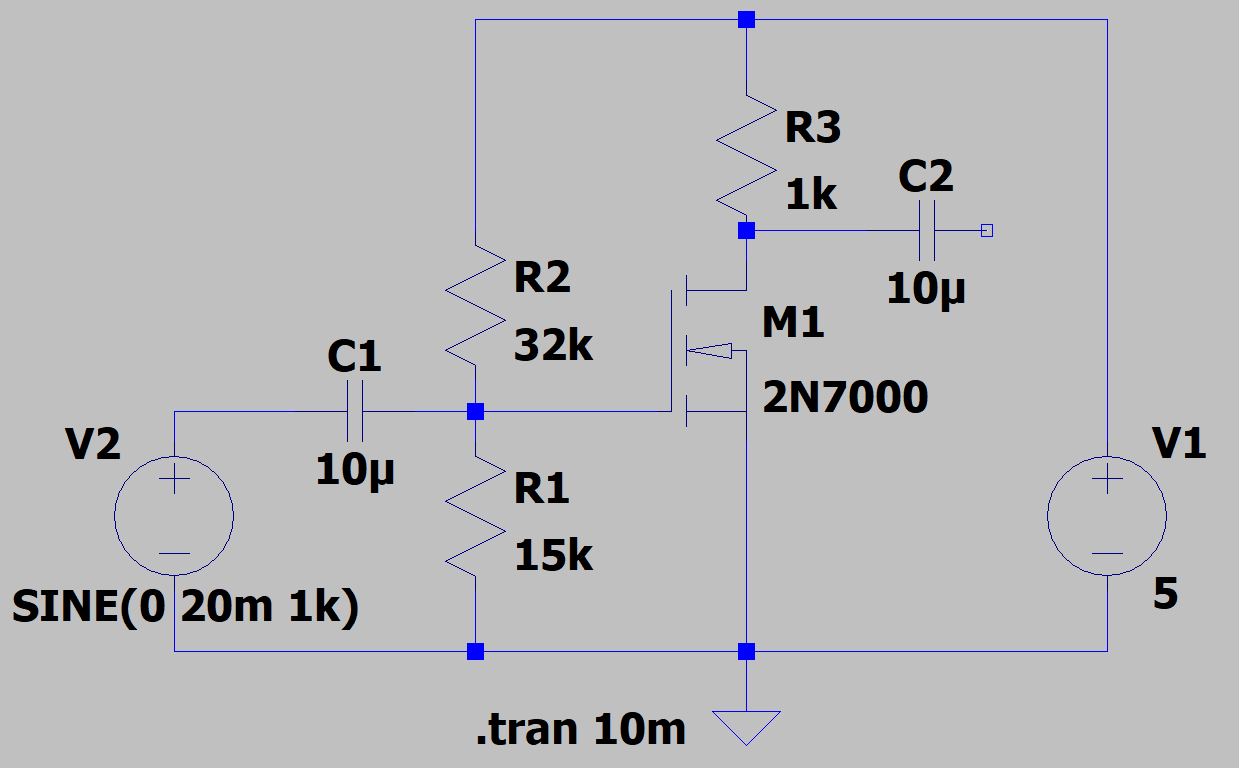 R3
1k
C2
10µ
R2
32k
M1
2N7000
C1
10µ
V2
SINE(0 20m 1k)
R1
15k
V1
5
.tran 10m